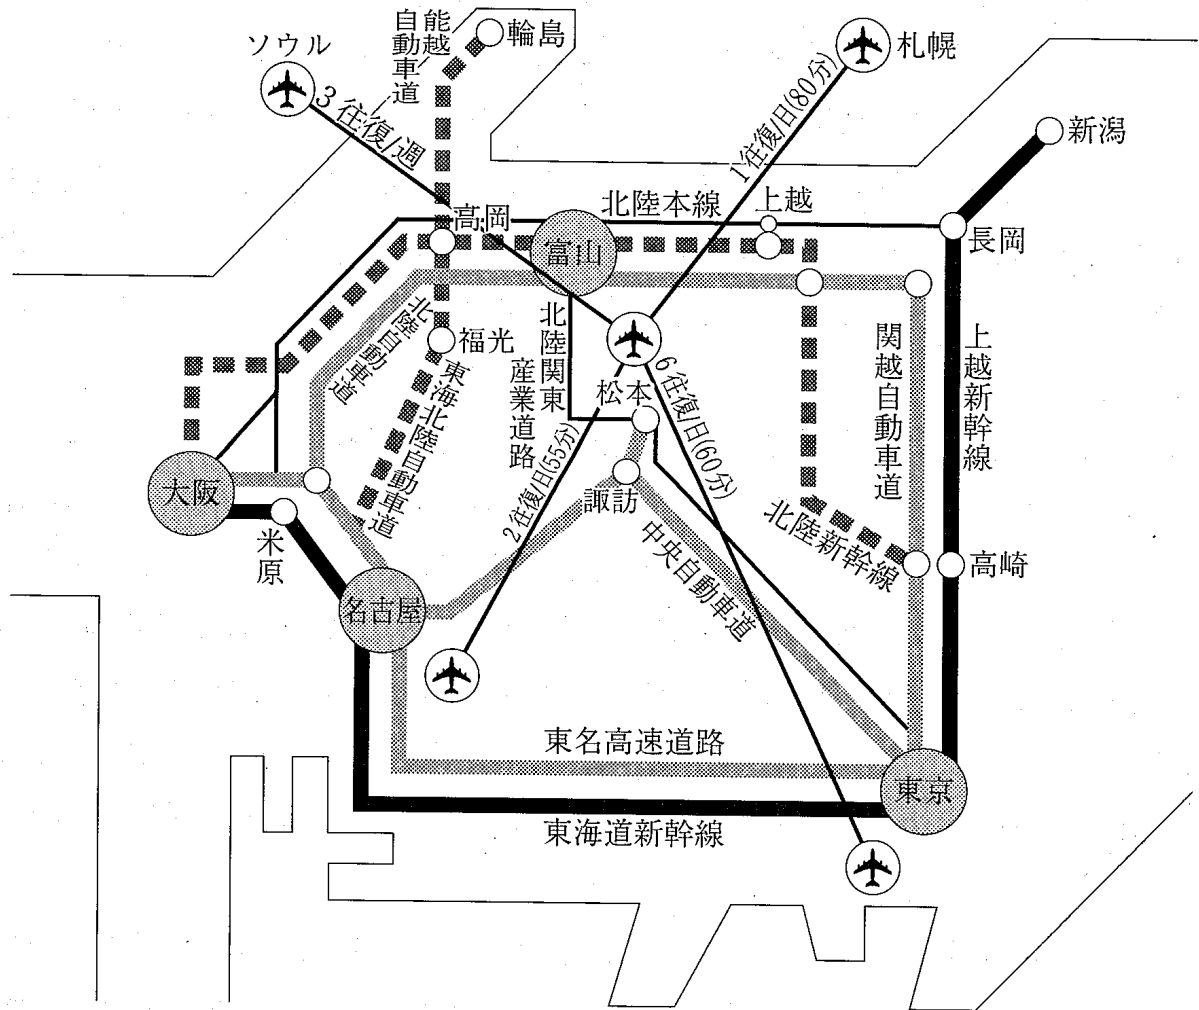 能越
自動車道
輪島
ソウル
札幌
3往復/週
1往復/日(80分)
新潟
北陸本線
上越
高岡
富山
長岡
北陸自動車道
福光
北陸関東
産業道路
東海北陸自動車道
松本
6往復/日(60分)
関越自動車道
上越新幹線
2往復/日(55分)
大阪
諏訪
北陸新幹線
米原
中央自動車道
高崎
名古屋
東名高速道路
東京
東海道新幹線